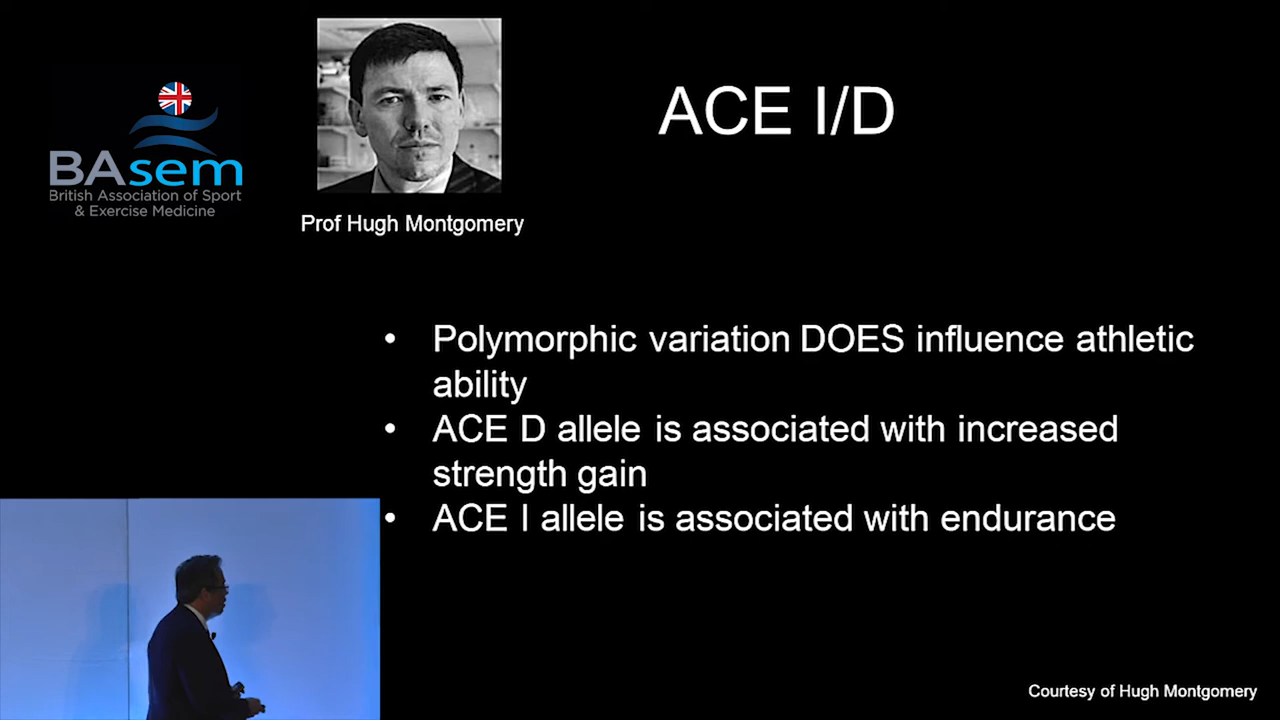 BAsem
British Association of Sport
& Exercise Medicine
Prof Hugh Montgomery
ACE I/D
• Polymorphic variation DOES influence athletic
ability
• ACE D allele is associated with increased
strength gain
• ACE I allele is associated with endurance
Courtesy of Hugh Montgomery